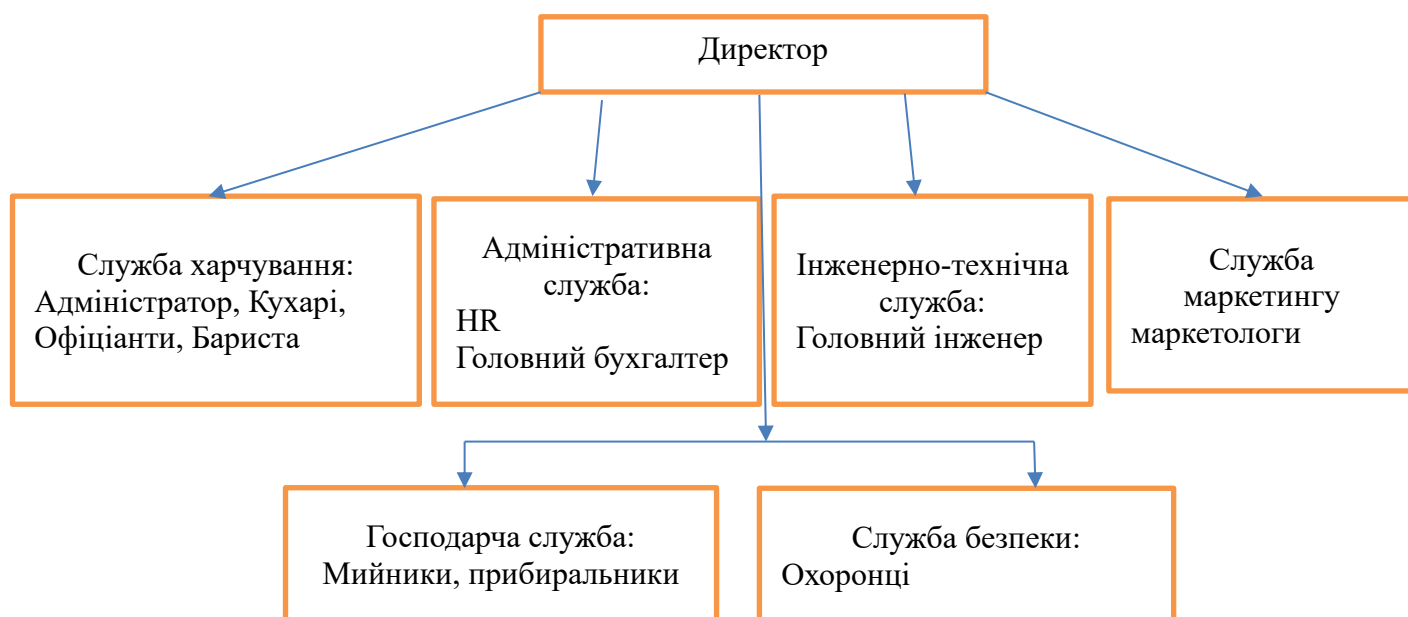 Директор
Служба харчування:
Адміністратор, Кухарі,
Офіціанти, Бариста
Адміністративна
служба:
HR
Головний бухгалтер
Інженерно-технічна
служба:
Головний інженер
Служба
маркетингу
маркетологи
Господарча служба:
Мийники, прибиральники
Служба безпеки:
Охоронці